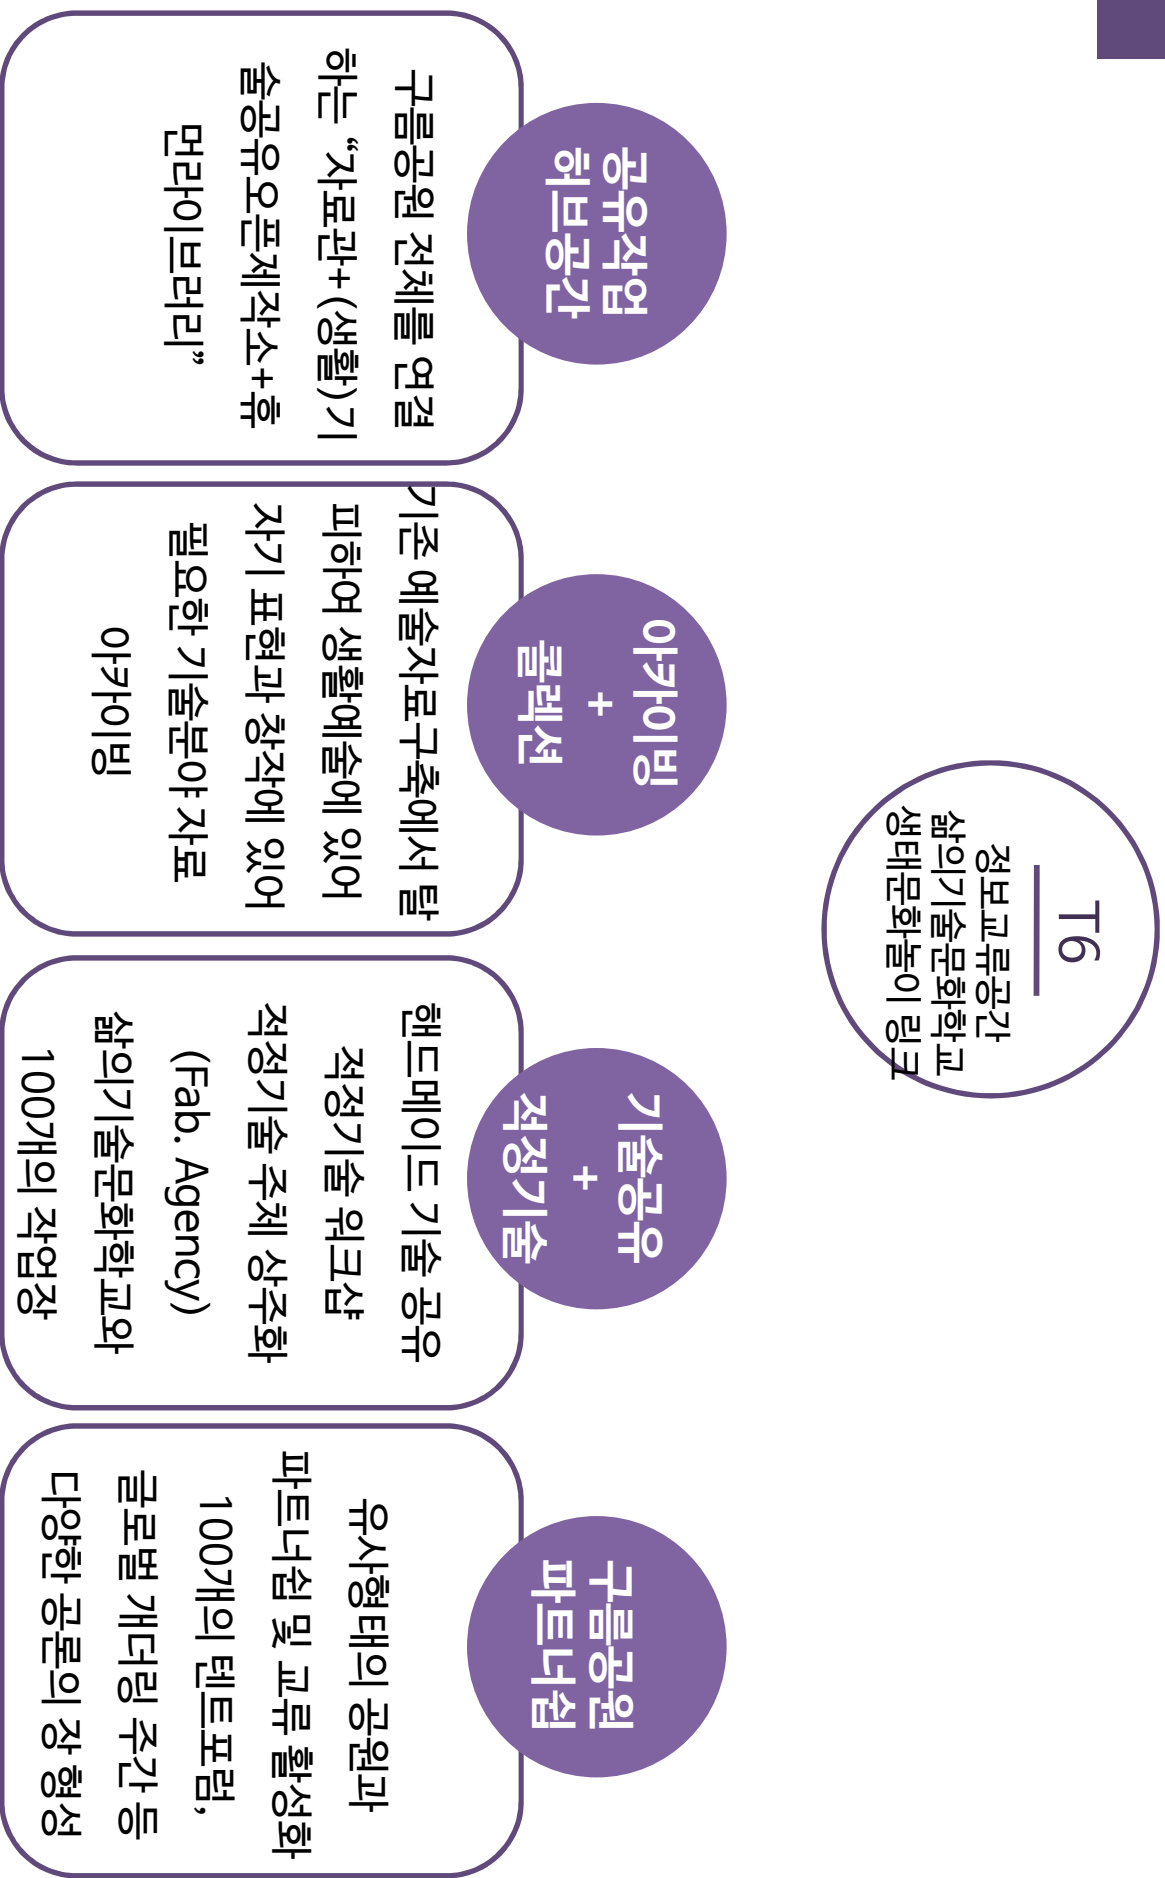 T6
정보교류공간
삶의기술문화학교
생태문화놀이 링크
공유작업
허브공간
구름공원 전체를 연결
하는 “자료관+(생활)기
술공유오픈제작소+휴
먼라이브러리”
아카이빙
+
콜렉션
기존 예술자료구축에서 탈
피하여 생활예술에 있어
자기 표현과 창작에 있어
필요한 기술분야 자료
아카이빙
기술공유
+
적정기술
핸드메이드 기술 공유
적정기술 워크샵
적정기술 주체 상주화
(Fab. Agency)
삶의기술문화학교와
100개의 작업장
구름공원
파트너쉽
유사형태의 공원과
파트너쉽 및 교류 활성화
100개의 텐트포럼,
글로벌 개더링 주간 등
다양한 공론의 장 형성